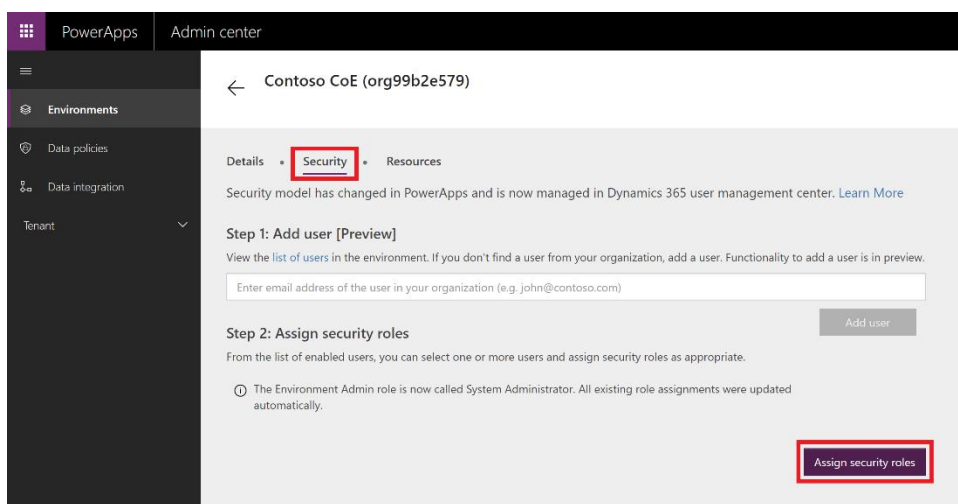 PowerApps
Admin center
Contoso CoE (org99b2e579)
Environments
Data policies
Data integration
Tenant
Details • Security • Resources
Security model has changed in PowerApps and is now managed in Dynamics 365 user management center. Learn More
Step 1: Add user [Preview]
View the list of users in the environment. If you don't find a user from your organization, add a user. Functionality to add a user is in preview.
Enter email address of the user in your organization (e.g. john@contoso.com)
Add user
Step 2: Assign security roles
From the list of enabled users, you can select one or more users and assign security roles as appropriate.
The Environment Admin role is now called System Administrator. All existing role assignments were updated
automatically.
Assign security roles